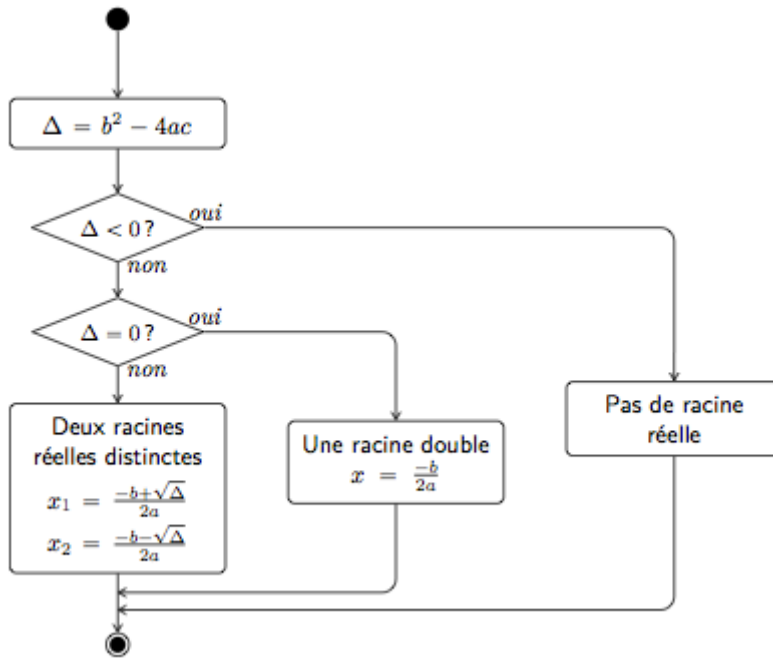 Δ = b² − 4ac
Δ < 0 ?
oui
non
Δ = 0 ?
oui
non
Deux racines
réelles distinctes
x₁ = (-b+√Δ)/2a
x₂ = (-b-√Δ)/2a
Une racine double
x = -b/2a
Pas de racine
réelle